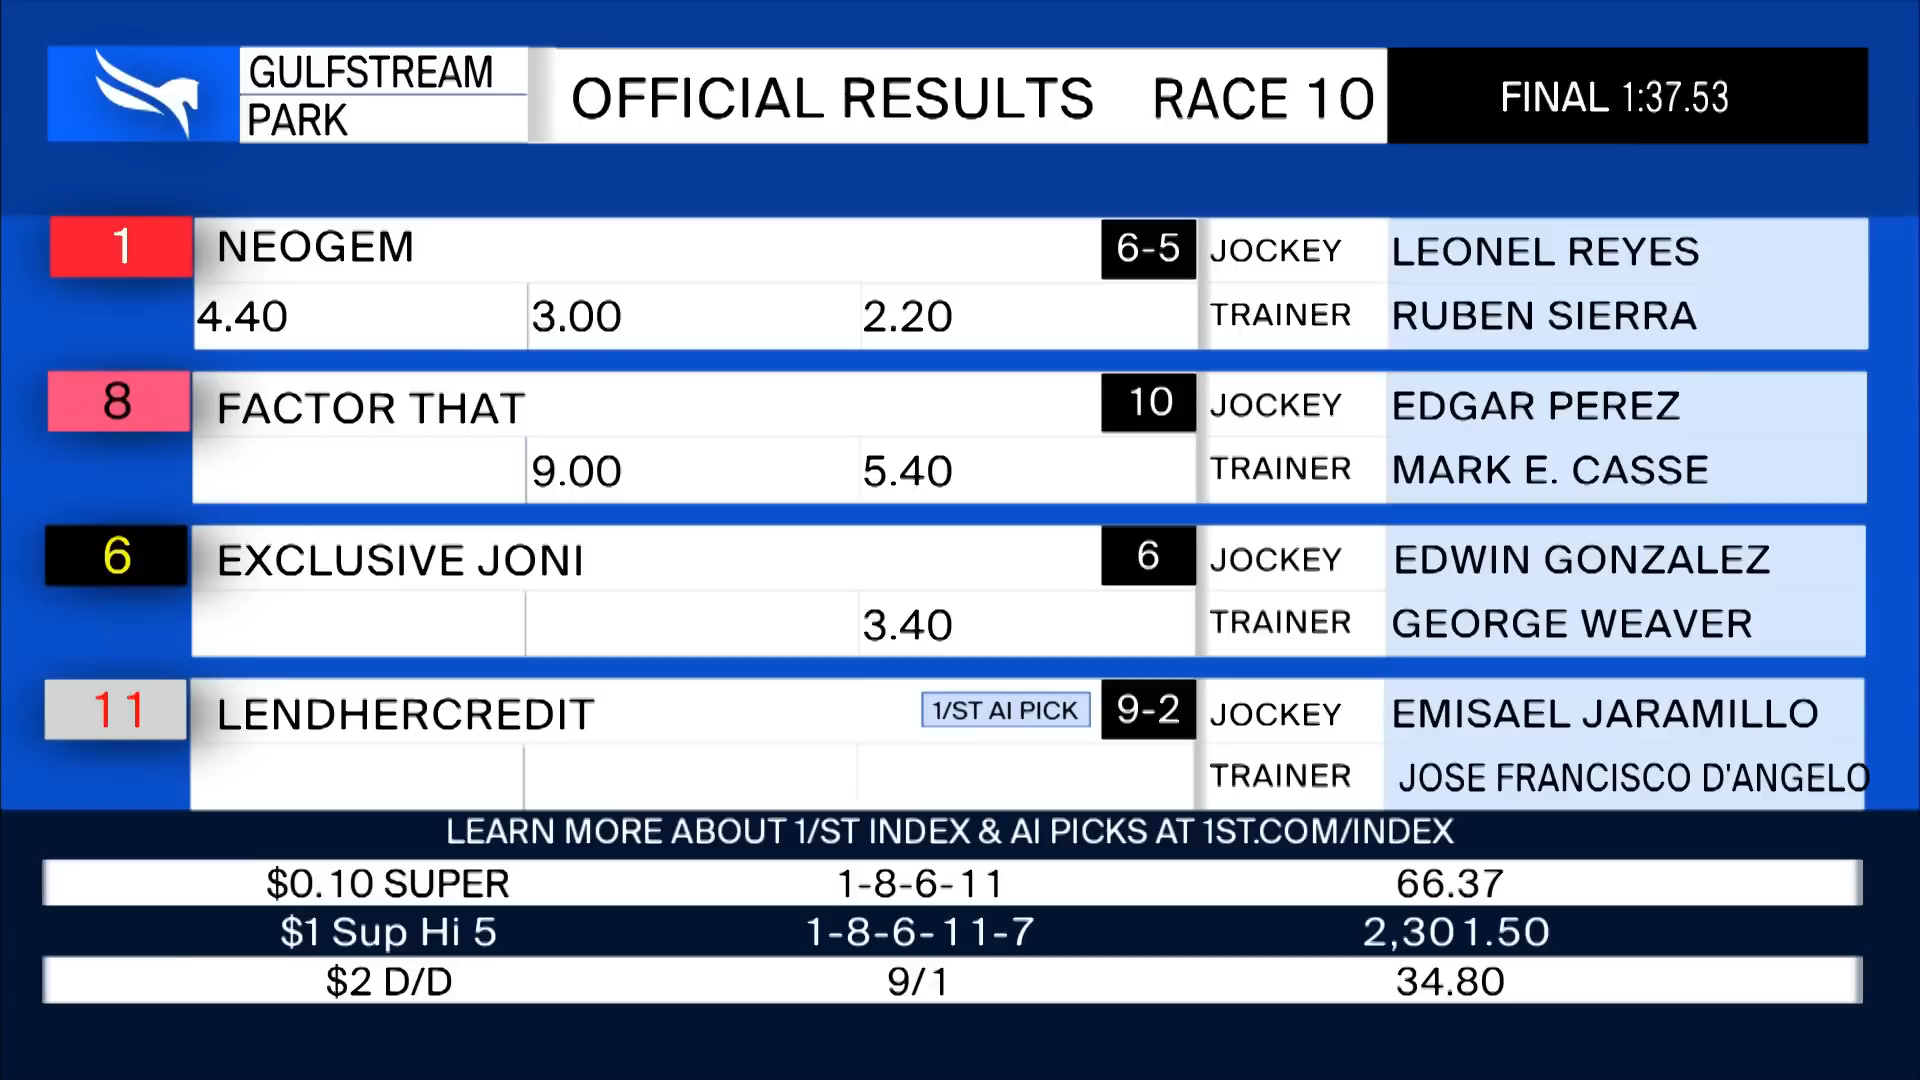 GULFSTREAM
PARK
OFFICIAL RESULTS RACE 10
FINAL 1:37.53
1 NEOGEM 6-5 JOCKEY LEONEL REYES
4.40 3.00 2.20 TRAINER RUBEN SIERRA
8 FACTOR THAT 10 JOCKEY EDGAR PEREZ
9.00 5.40 TRAINER MARK E. CASSE
6 EXCLUSIVE JONI 6 JOCKEY EDWIN GONZALEZ
3.40 TRAINER GEORGE WEAVER
11 LENDHERCREDIT 1/ST AI PICK 9-2 JOCKEY EMISAEL JARAMILLO
TRAINER JOSE FRANCISCO D'ANGELO
LEARN MORE ABOUT 1/ST INDEX & AI PICKS AT 1ST.COM/INDEX
$0.10 SUPER 1-8-6-11 66.37
$1 Sup Hi 5 1-8-6-11-7 2,301.50
$2 D/D 9/1 34.80